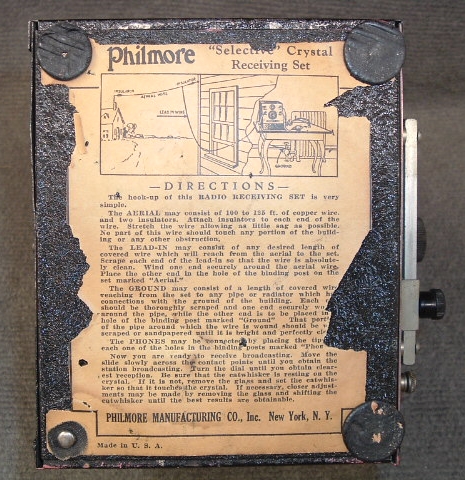 Philmore "Selective" Crystal
Receiving Set
INSULATOR
AERIAL WIRE
INSULATOR
LEAD IN WIRE
GROUND
—DIRECTIONS—
The hook-up of this RADIO RECEIVING SET is very
simple.
The AERIAL may consist of 100 to 125 ft. of copper wire,
and two insulators. Attach insulators to each end of the
wire. Stretch the wire allowing as little sag as possible.
No part of this wire should touch any portion of the build-
ing or any other obstruction.
The LEAD-IN may consist of any desired length of
covered wire which will reach from the aerial to the set.
Scrape each end of the lead-in so that the wire is absolute-
ly clean. Wind one end securely around the aerial wire.
Place the other end in the hole of the binding post on the
set marked "Aerial."
The GROUND may consist of a length of covered wire
reaching from the set to any pipe or radiator which
connections with the ground of the building. Each
should be thoroughly scraped and one end securely
around the pipe, while the other end is to be placed
hole of the binding post marked "Ground" That
of the pipe around which the wire is wound should be
scraped or sandpapered until it is bright and perfectly
The PHONES may be connected by placing the tips
each one of the holes in the binding posts marked
Now you are ready to receive broadcasting. Move the
slide slowly across the contact points until you obtain the
station broadcasting. Turn the dial until you obtain clear-
est reception. Be sure that the catwhisker is resting on the
crystal. If it is not, remove the glass and set the catwhis-
ker so that it touches the crystal. If necessary, closer adjust-
ments may be made by removing the glass and shifting the
catwhisker until the best results are obtainable.
PHILMORE MANUFACTURING CO., Inc. New York, N. Y.
Made in U. S. A.